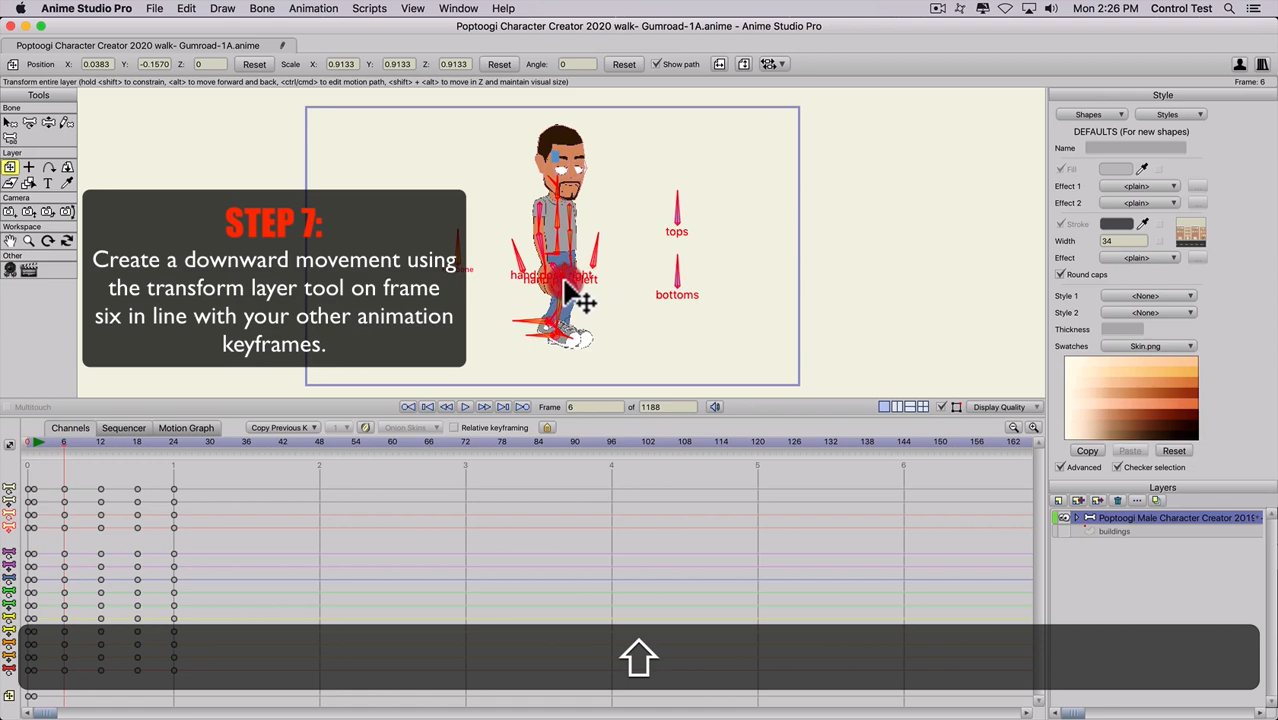 Anime Studio Pro File Edit Draw Bone Animation Scripts View Window Help Mon 2:26 PM Control Test
Poptoogi Character Creator 2020 walk- Gumroad-1A.anime - Anime Studio Pro
Poptoogi Character Creator 2020 walk- Gumroad-1A.anime
Position X: 0.0383 Y: -0.1570 Z: 0 Reset Scale X: 0.9133 Y: 0.9133 Z: 0.9133 Reset Angle: 0 Reset Show path
Transform entire layer (hold <shift> to constrain, <alt> to move forward and back, <ctrl/cmd> to edit motion path, <shift> + <alt> to move in Z and maintain visual size) Frame: 6
Tools
Bone
Layer
Camera
Workspace
Other
STEP 7:
Create a downward movement using
the transform layer tool on frame
six in line with your other animation
keyframes.
tops
bottoms
Style
Shapes Styles
DEFAULTS (For new shapes)
Name
Fill
Effect 1 <plain> ...
Effect 2 <plain> ...
Stroke
Width 34
Effect <plain>
Round caps
Style 1 <None>
Style 2 <None>
Thickness
Swatches Skin.png
Copy Paste Reset
Advanced Checker selection
Layers
Poptoogi Male Character Creator 2019
buildings
Multitouch
Frame 6 of 1188 Display Quality
Channels Sequencer Motion Graph Copy Previous K 1 Onion Skins Relative keyframing
0 6 12 18 24 30 36 42 48 54 60 66 72 78 84 90 96 102 108 114 120 126 132 138 144 150 156 162
0 1 2 3 4 5 6